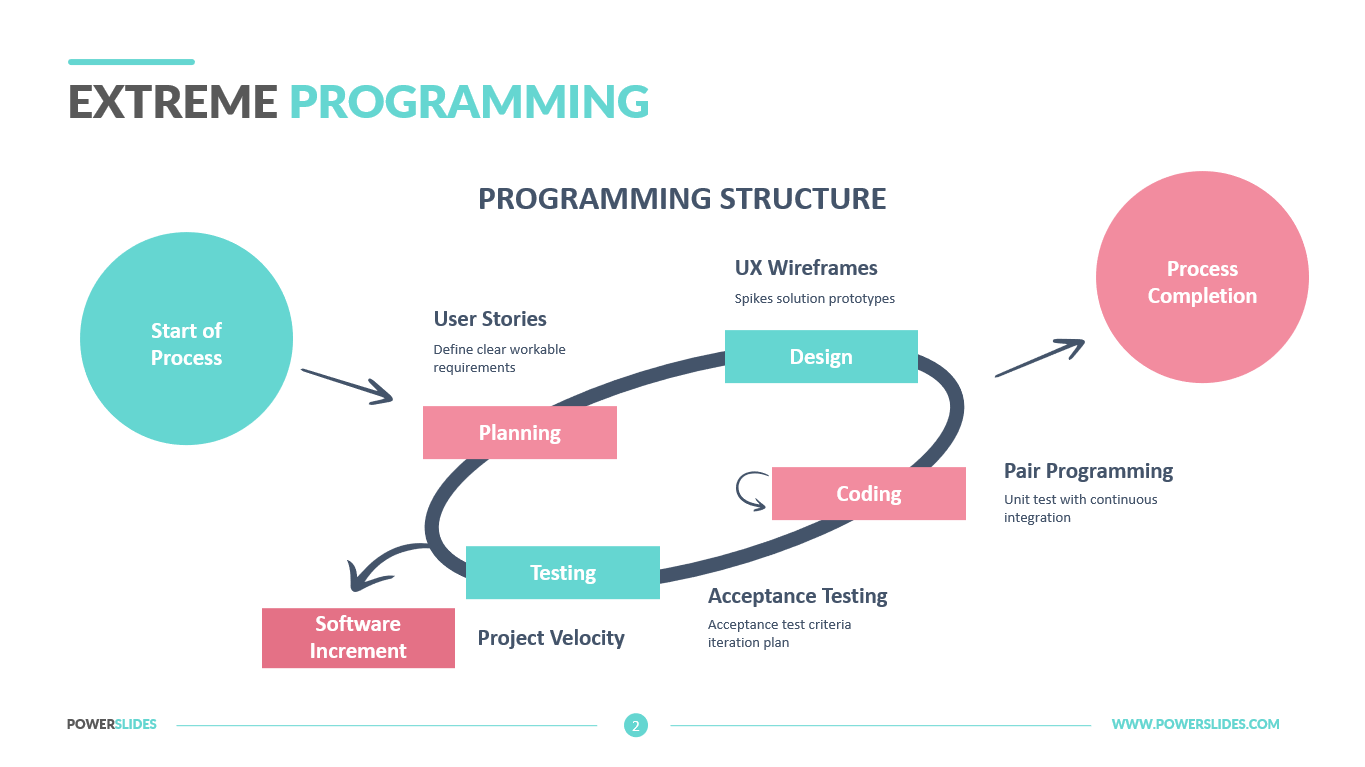 EXTREME PROGRAMMING
PROGRAMMING STRUCTURE
Start of
Process
User Stories
Define clear workable
requirements
Planning
UX Wireframes
Spikes solution prototypes
Design
Process
Completion
Coding
Pair Programming
Unit test with continuous
integration
Testing
Acceptance Testing
Acceptance test criteria
iteration plan
Software
Increment
Project Velocity
POWERSLIDES
2
WWW.POWERSLIDES.COM